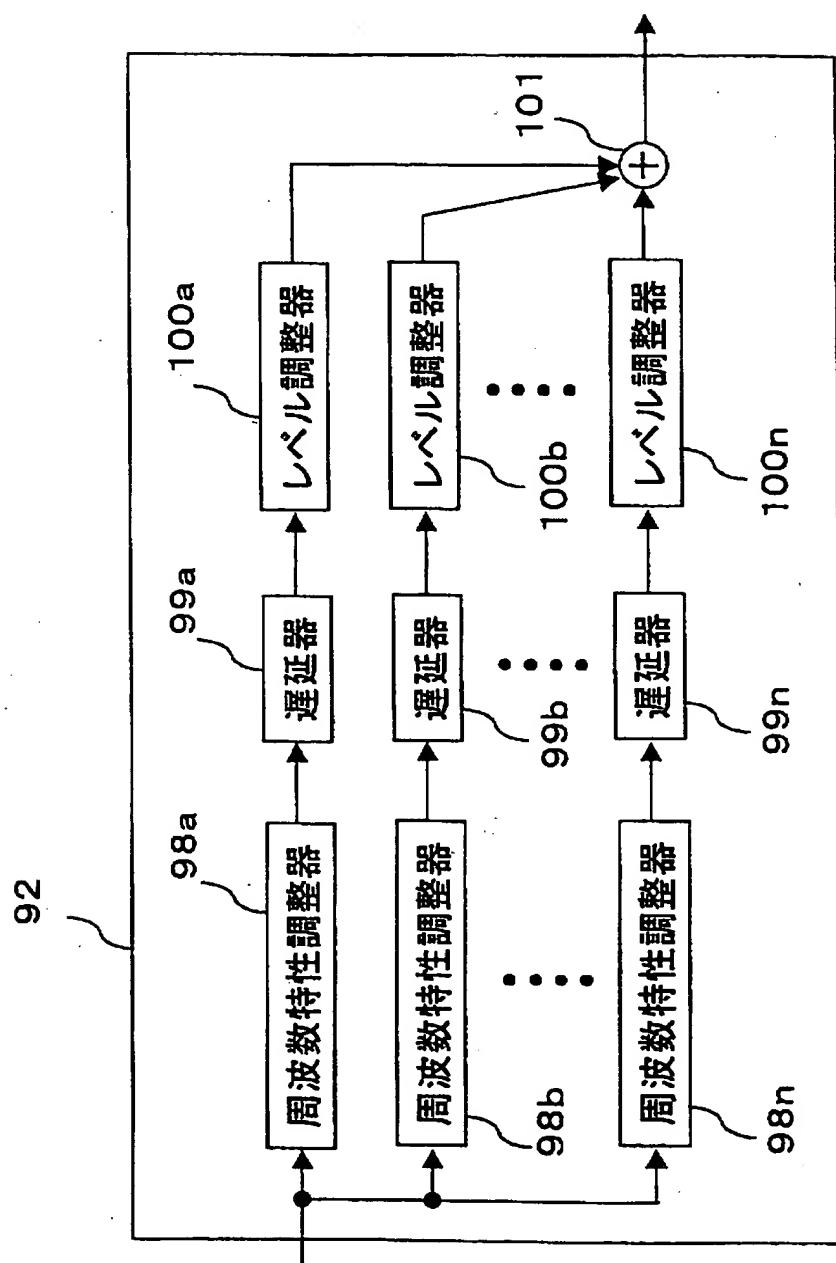 92
98a
周波数特性調整器
99a
遅延器
100a
レベル調整器
101
+
周波数特性調整器
98b
遅延器
99b
レベル調整器
100b
周波数特性調整器
98n
遅延器
99n
レベル調整器
100n